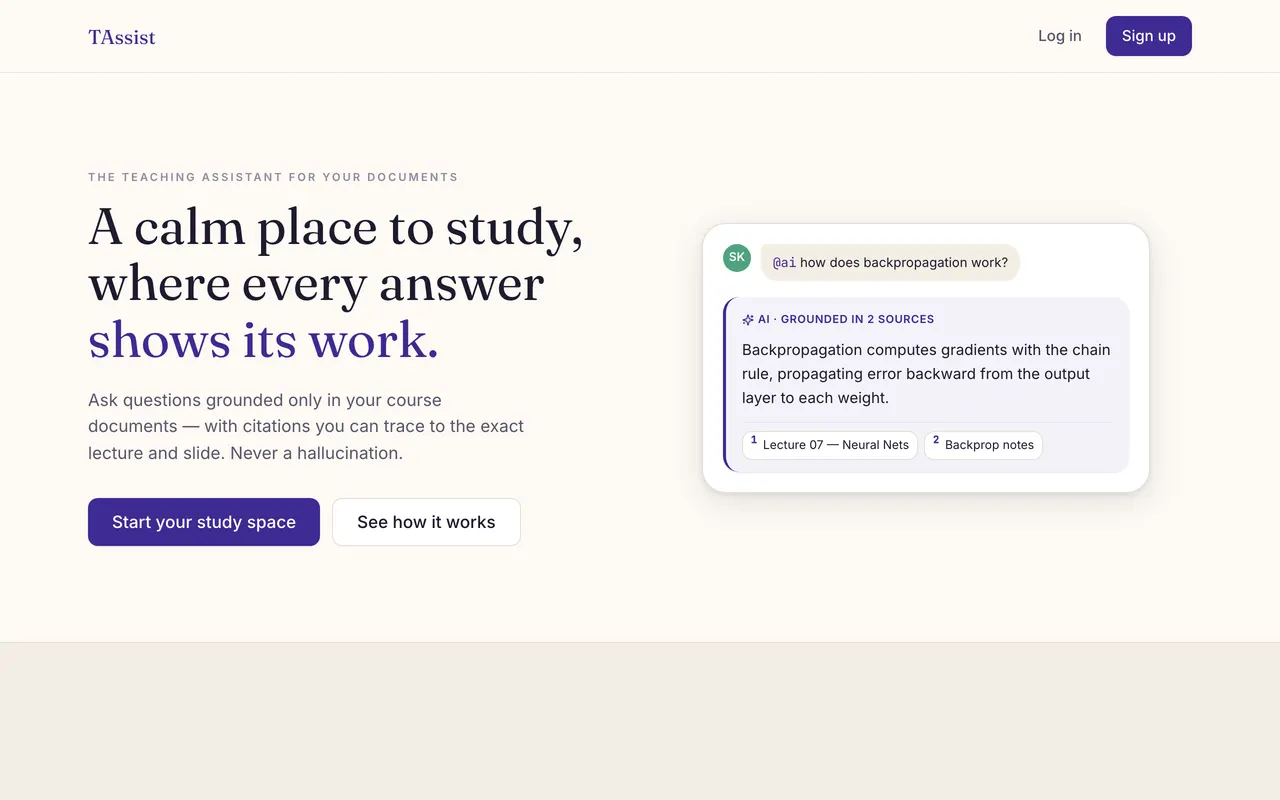 TAssist
Log in
Sign up
THE TEACHING ASSISTANT FOR YOUR DOCUMENTS
A calm place to study,
where every answer
shows its work.
Ask questions grounded only in your course
documents — with citations you can trace to the exact
lecture and slide. Never a hallucination.
Start your study space
See how it works
SK
@ai how does backpropagation work?
AI · GROUNDED IN 2 SOURCES
Backpropagation computes gradients with the chain
rule, propagating error backward from the output
layer to each weight.
1 Lecture 07 — Neural Nets
2 Backprop notes